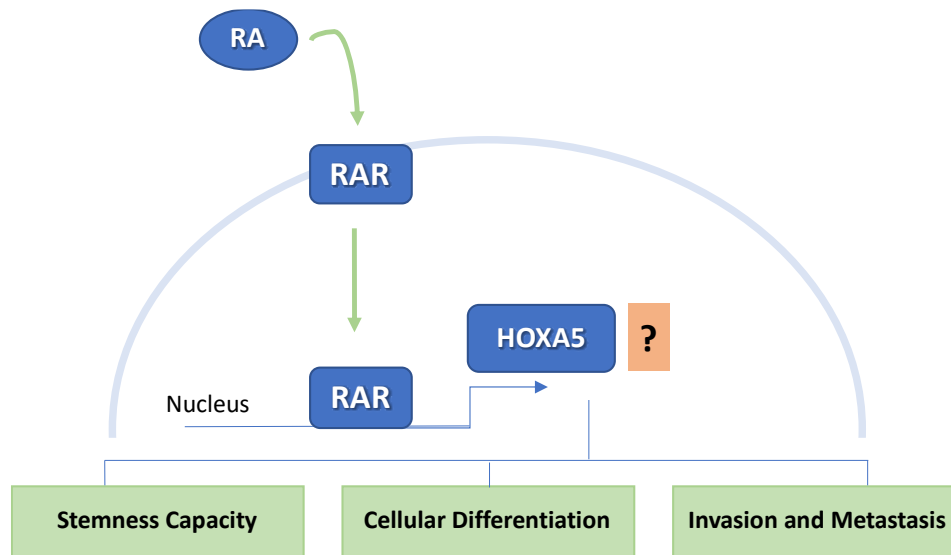 RA
RAR
HOXA5
?
RAR
Nucleus
Stemness Capacity
Cellular Differentiation
Invasion and Metastasis